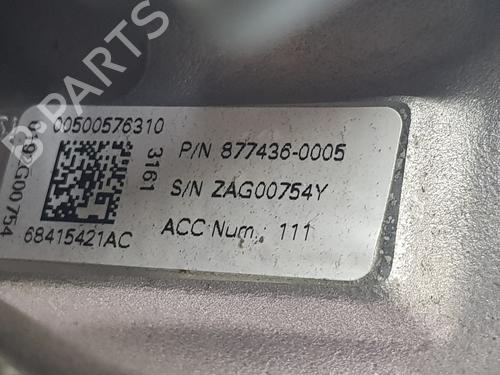 B-PARTS
00500576310
3161
P/N 877436-0005
S/N ZAG00754Y
68415421AC
ACC Num. 111